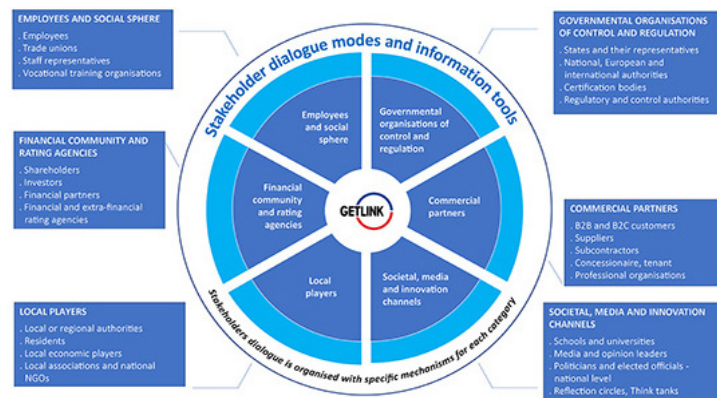 EMPLOYEES AND SOCIAL SPHERE
. Employees
. Trade unions
. Staff representatives
. Vocational training organisations
FINANCIAL COMMUNITY AND
RATING AGENCIES
. Shareholders
. Investors
. Financial partners
. Financial and extra-financial
rating agencies
LOCAL PLAYERS
. Local or regional authorities
. Residents
. Local economic players
. Local associations and national
NGOs
Stakeholder dialogue modes and information tools
Employees
and social
sphere
Governmental
organisations of
control and
regulation
Financial
community
and rating
agencies
GETLINK
Commercial
partners
Local
players
Societal, media
and innovation
channels
Stakeholders dialogue is organised with specific mechanisms for each category
GOVERNMENTAL ORGANISATIONS
OF CONTROL AND REGULATION
. States and their representatives
. National, European and
international authorities
. Certification bodies
. Regulatory and control authorities
COMMERCIAL PARTNERS
. B2B and B2C customers
. Suppliers
. Subcontractors
. Concessionaire, tenant
. Professional organisations
SOCIETAL, MEDIA AND INNOVATION
CHANNELS
. Schools and universities
. Media and opinion leaders
. Politicians and elected officials -
national level
. Reflection circles, Think tanks